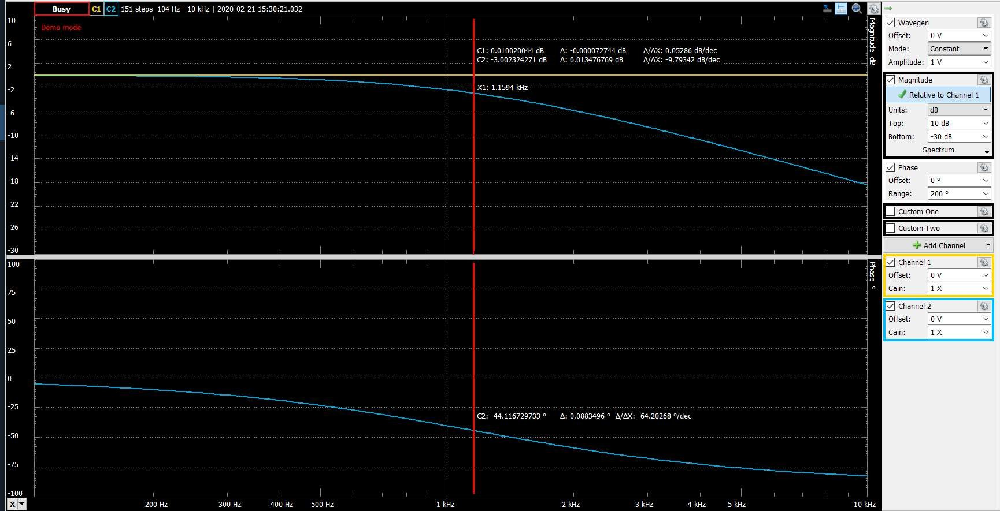 Busy C1 C2 151 steps 104 Hz - 10 kHz | 2020-02-21 15:30:21.032
Demo mode
10
6
2
-2
-6
-10
-14
-18
-22
-26
-30
Magnitude dB
C1: 0.010020044 dB Δ: -0.000072744 dB Δ/ΔX: 0.05286 dB/dec
C2: -3.002324271 dB Δ: 0.013476769 dB Δ/ΔX: -9.79342 dB/dec
X1: 1.1594 kHz
100
75
50
25
0
-25
-50
-75
-100
Phase °
C2: -44.116729733 ° Δ: 0.0883496 ° Δ/ΔX: -64.20268 °/dec
X
200 Hz 300 Hz 400 Hz 500 Hz 1 kHz 2 kHz 3 kHz 4 kHz 5 kHz 10 kHz
Wavegen
Offset: 0 V
Mode: Constant
Amplitude: 1 V
Magnitude
Relative to Channel 1
Units: dB
Top: 10 dB
Bottom: -30 dB
Spectrum
Phase
Offset: 0 °
Range: 200 °
Custom One
Custom Two
Add Channel
Channel 1
Offset: 0 V
Gain: 1 X
Channel 2
Offset: 0 V
Gain: 1 X